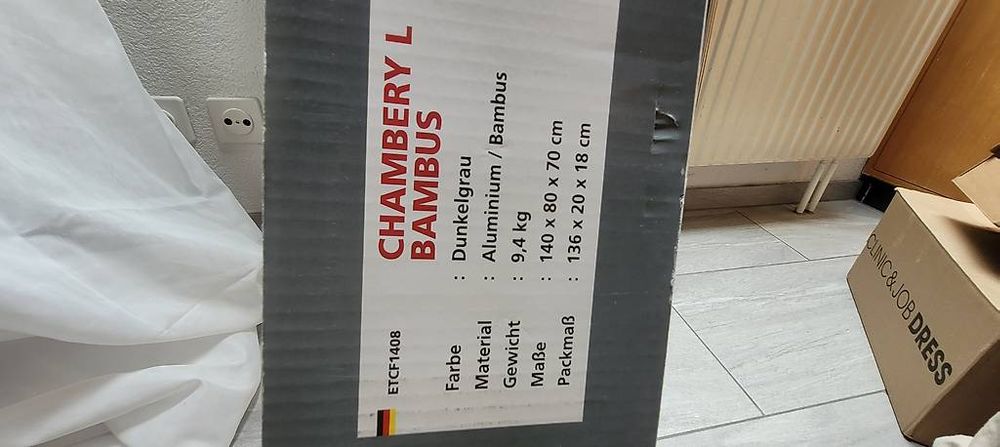 CHAMBERY L
BAMBUS
ETCF1408
Farbe : Dunkelgrau
Material : Aluminium / Bambus
Gewicht : 9,4 kg
Maße : 140 x 80 x 70 cm
Packmaß : 136 x 20 x 18 cm
CLINIC & JOB DRESS